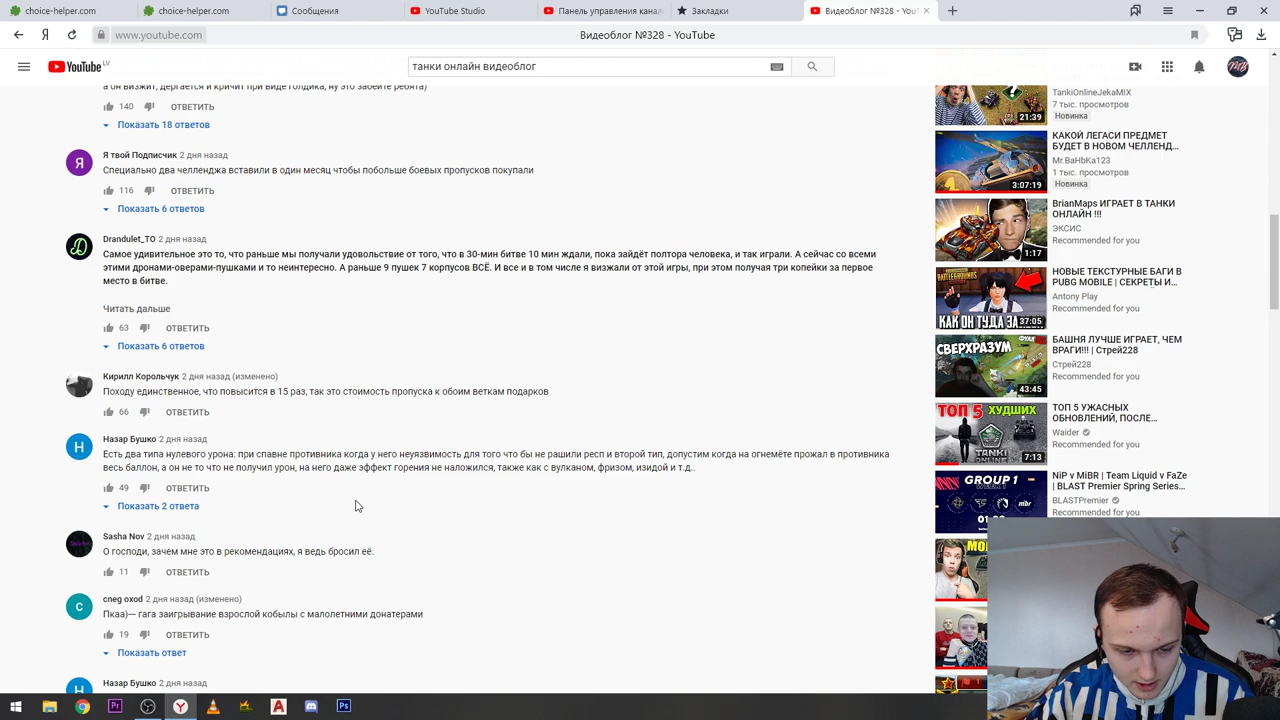 choice-helper.com
choice-helper.com
Сообщения
YouTube Studio
Панель управления канал
Закладки
Видеоблог №328 - YouT
www.youtube.com
Видеоблог №328 - YouTube
YouTube LV
танки онлайн видеоблог
а он визжит, дергается и кричит при виде голдика, ну это забейте ребята)
140 ОТВЕТИТЬ
Показать 18 ответов
Я твой Подписчик 2 дня назад
Специально два челленджа вставили в один месяц чтобы побольше боевых пропусков покупали
116 ОТВЕТИТЬ
Показать 6 ответов
Drandulet_TO 2 дня назад
Самое удивительное это то, что раньше мы получали удовольствие от того, что в 30-мин битве 10 мин ждали, пока зайдёт полтора человека, и так играли. А сейчас со всеми
этими дронами-оверами-пушками и то неинтересно. А раньше 9 пушек 7 корпусов ВСЁ. И все и в том числе я визжали от этой игры, при этом получая три копейки за первое
место в битве.
Читать дальше
63 ОТВЕТИТЬ
Показать 6 ответов
Кирилл Корольчук 2 дня назад (изменено)
Походу единственное, что повысится в 15 раз, так это стоимость пропуска к обоим веткам подарков
66 ОТВЕТИТЬ
Назар Бушко 2 дня назад
Есть два типа нулевого урона: при спавне противника когда у него неуязвимость для того что бы не рашили респ и второй тип, допустим когда на огнемёте прожал в противника
весь баллон, а он не то что не получил урон, на него даже эффект горения не наложился, также как с вулканом, фризом, изидой и т.д..
49 ОТВЕТИТЬ
Показать 2 ответа
Sasha Nov 2 дня назад
О господи, зачем мне это в рекомендациях, я ведь бросил её.
11 ОТВЕТИТЬ
cneg oxod 2 дня назад (изменено)
Пкаа)— гага заигрывание взрослой кобылы с малолетними донатерами
19 ОТВЕТИТЬ
Показать ответ
Назар Бушко 2 дня назад
TankiOnlineJekaMIX
7 тыс. просмотров
Новинка
21:39
КАКОЙ ЛЕГАСИ ПРЕДМЕТ
БУДЕТ В НОВОМ ЧЕЛЛЕНД...
Mr.BaHbKa123
1 тыс. просмотров
Новинка
3:07:19
BrianMaps ИГРАЕТ В ТАНКИ
ОНЛАЙН !!!
ЭКСИС
Recommended for you
1:17
НОВЫЕ ТЕКСТУРНЫЕ БАГИ В
PUBG MOBILE | СЕКРЕТЫ И...
Antony Play
Recommended for you
КАК ОН ТУДА
37:05
БАШНЯ ЛУЧШЕ ИГРАЕТ, ЧЕМ
ВРАГИ!!! | Стрей228
Стрей228
Recommended for you
СВЕРХРАЗУМ
43:45
ТОП 5 УЖАСНЫХ
ОБНОВЛЕНИЙ, ПОСЛЕ...
Waider
Recommended for you
ТОП 5 ХУДШИХ
TANKI
ONLINE
7:13
NiP v MiBR | Team Liquid v FaZe
| BLAST Premier Spring Series...
BLASTPremier
Recommended for you
GROUP 1